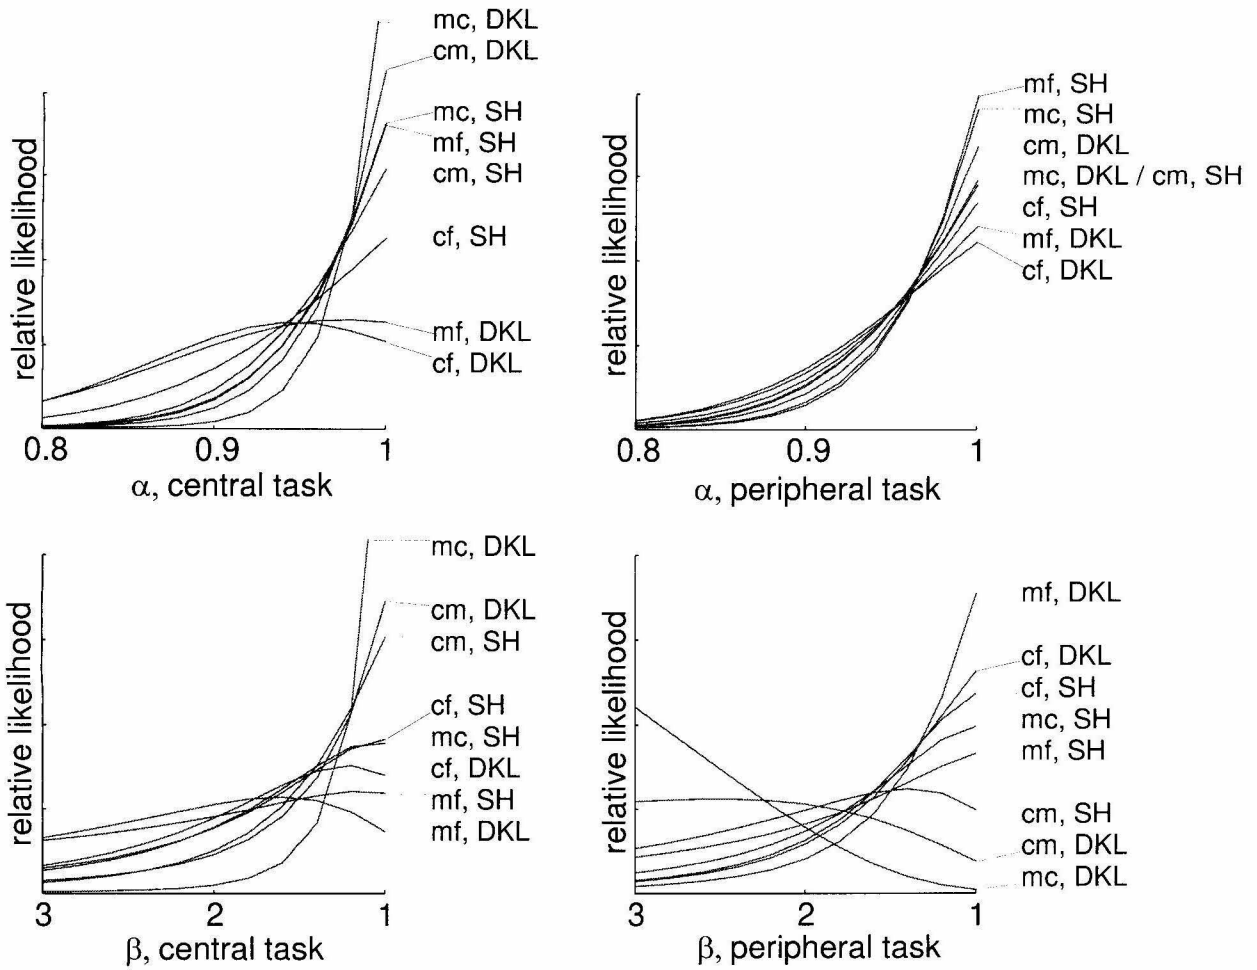 mc, DKL
cm, DKL
mc, SH
mf, SH
cm, SH
cf, SH
mf, DKL
cf, DKL
relative likelihood
0.8
0.9
1
α, central task
mf, SH
mc, SH
cm, DKL
mc, DKL / cm, SH
cf, SH
mf, DKL
cf, DKL
relative likelihood
0.8
0.9
1
α, peripheral task
mc, DKL
cm, DKL
cm, SH
cf, SH
mc, SH
cf, DKL
mf, SH
mf, DKL
relative likelihood
3
2
1
β, central task
mf, DKL
cf, DKL
cf, SH
mc, SH
mf, SH
cm, SH
cm, DKL
mc, DKL
relative likelihood
3
2
1
β, peripheral task